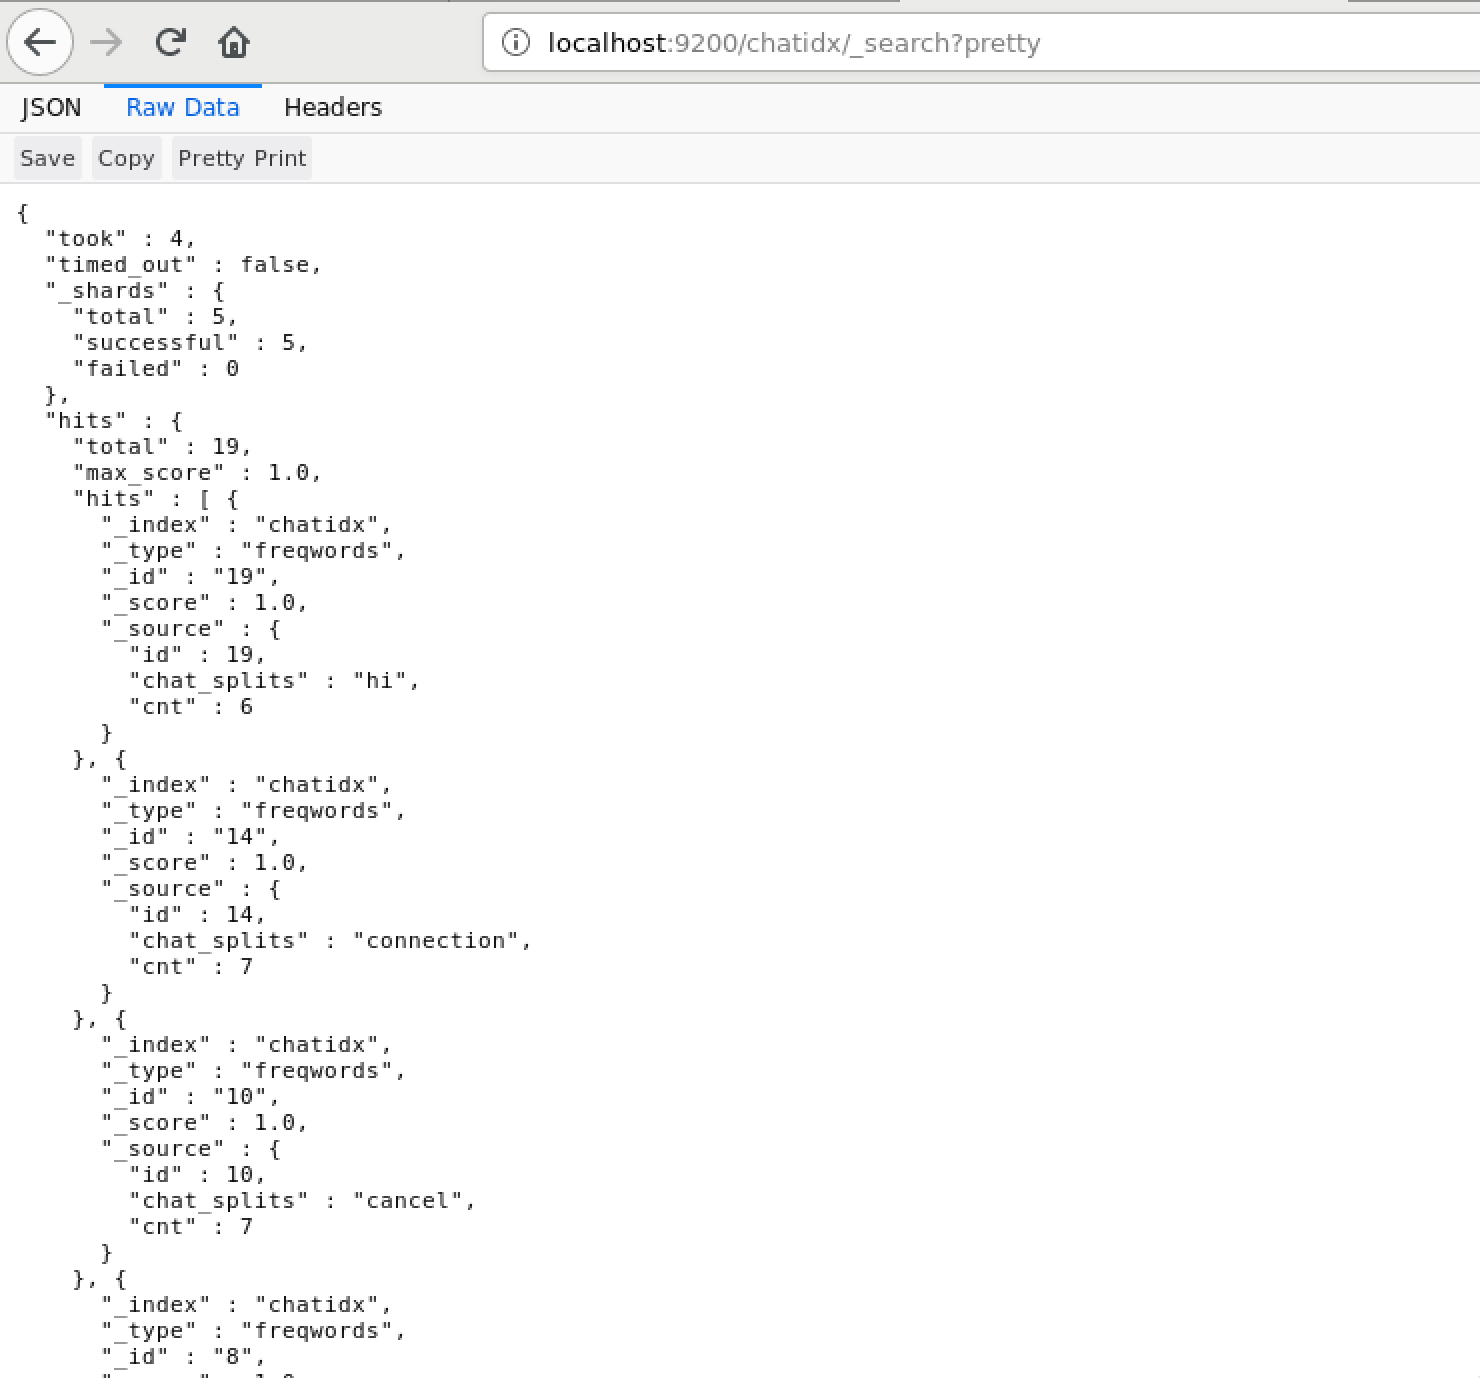 localhost:9200/chatidx/_search?pretty
JSON Raw Data Headers
Save Copy Pretty Print
{
"took" : 4,
"timed_out" : false,
"_shards" : {
"total" : 5,
"successful" : 5,
"failed" : 0
},
"hits" : {
"total" : 19,
"max_score" : 1.0,
"hits" : [ {
"_index" : "chatidx",
"_type" : "freqwords",
"_id" : "19",
"_score" : 1.0,
"_source" : {
"id" : 19,
"chat_splits" : "hi",
"cnt" : 6
}
}, {
"_index" : "chatidx",
"_type" : "freqwords",
"_id" : "14",
"_score" : 1.0,
"_source" : {
"id" : 14,
"chat_splits" : "connection",
"cnt" : 7
}
}, {
"_index" : "chatidx",
"_type" : "freqwords",
"_id" : "10",
"_score" : 1.0,
"_source" : {
"id" : 10,
"chat_splits" : "cancel",
"cnt" : 7
}
}, {
"_index" : "chatidx",
"_type" : "freqwords",
"_id" : "8",